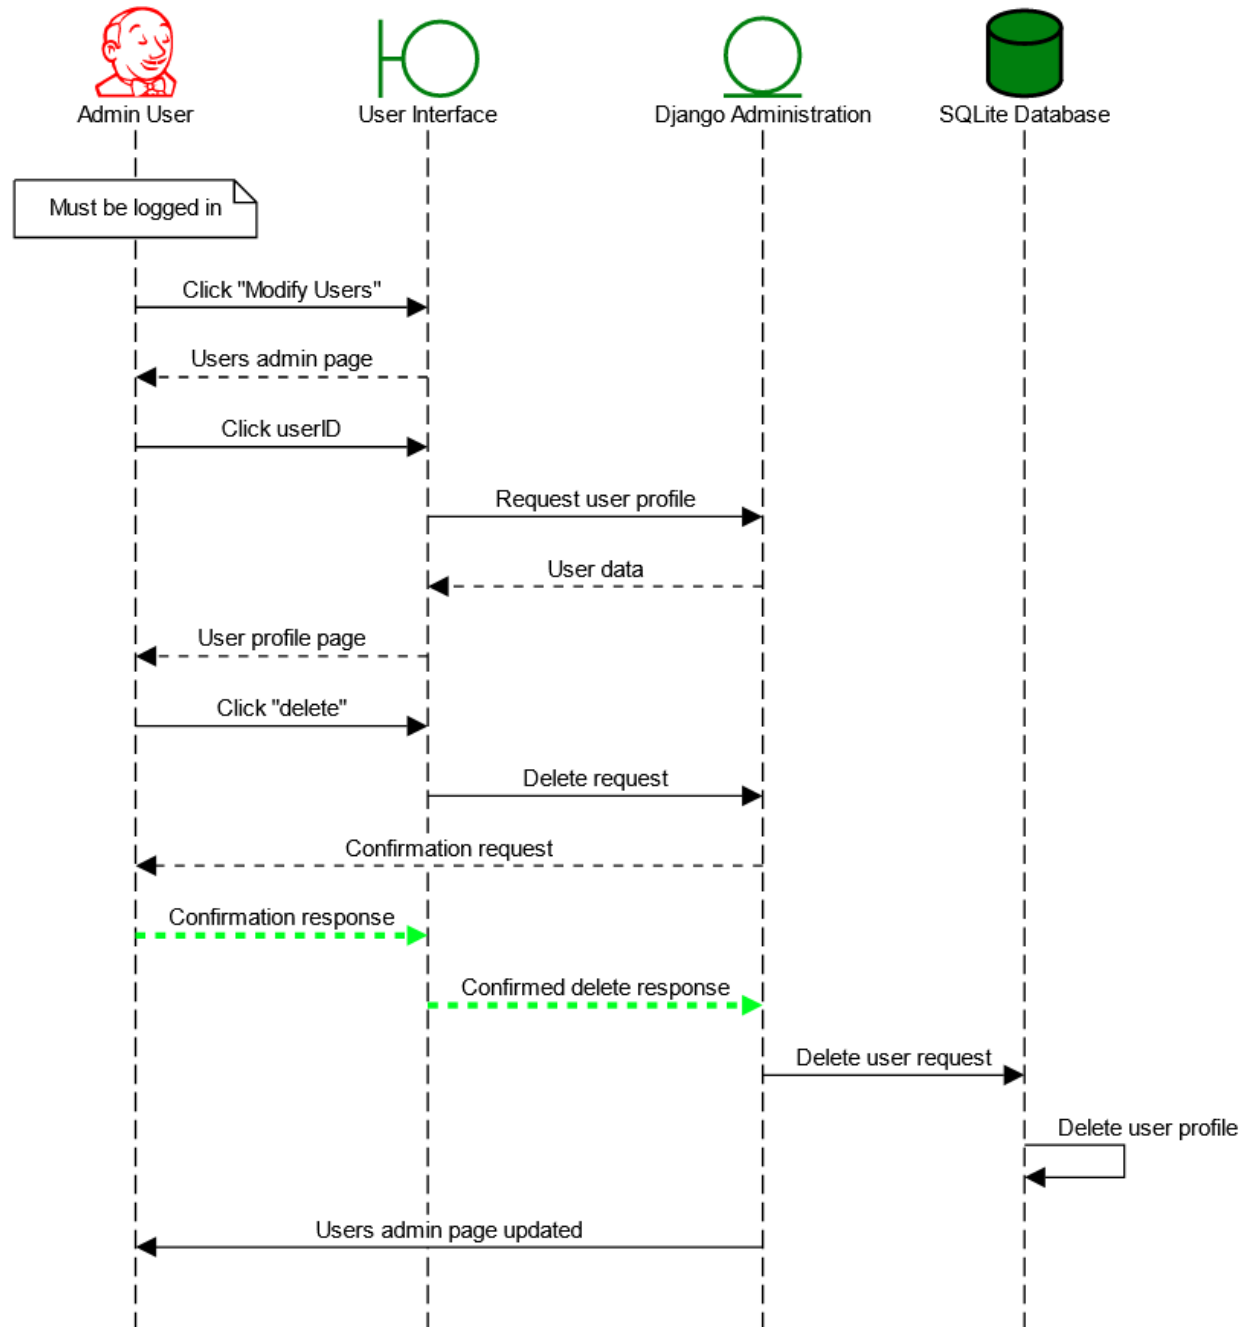 Admin User
User Interface
Django Administration
SQLite Database
Must be logged in
Click "Modify Users"
Users admin page
Click userID
Request user profile
User data
User profile page
Click "delete"
Delete request
Confirmation request
Confirmation response
Confirmed delete response
Delete user request
Delete user profile
Users admin page updated